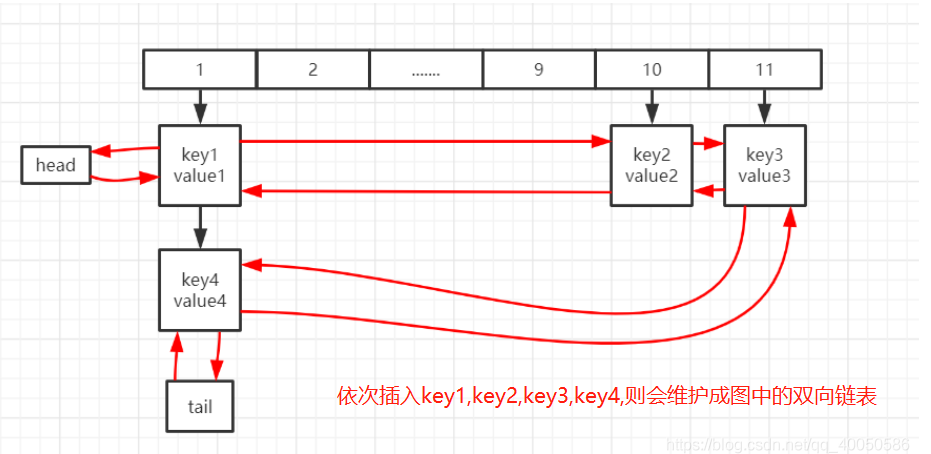 1 2 ....... 9 10 11
head
key1
value1
key2
value2
key3
value3
key4
value4
tail
依次插入key1,key2,key3,key4,则会维护成图中的双向链表
https://blog.csdn.net/qq_40050586